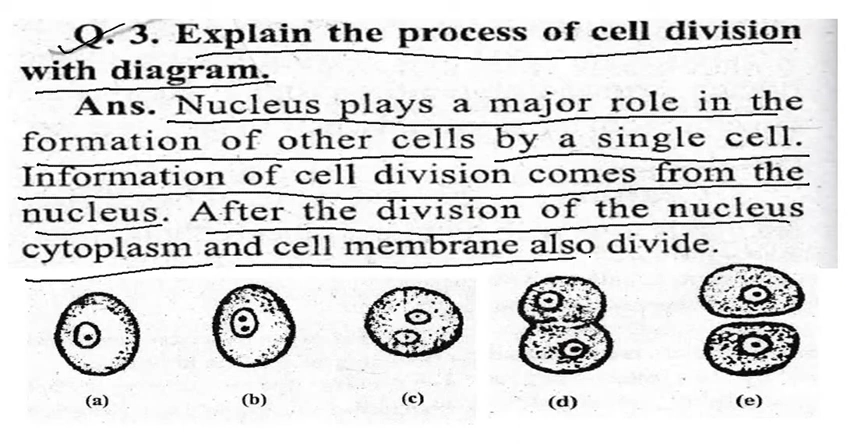 Q. 3. Explain the process of cell division
with diagram.
Ans. Nucleus plays a major role in the
formation of other cells by a single cell.
Information of cell division comes from the
nucleus. After the division of the nucleus
cytoplasm and cell membrane also divide.
(a) (b) (c) (d) (e)